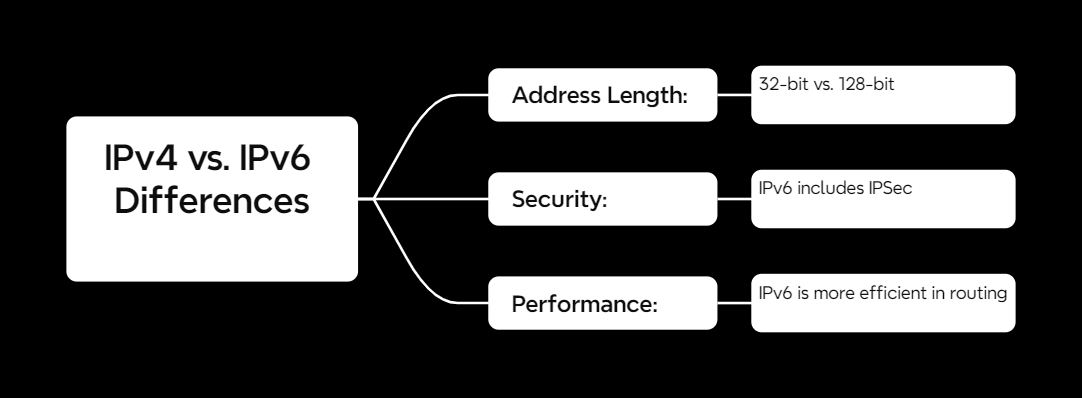 IPv4 vs. IPv6
Differences
Address Length:
32-bit vs. 128-bit
Security:
IPv6 includes IPSec
Performance:
IPv6 is more efficient in routing